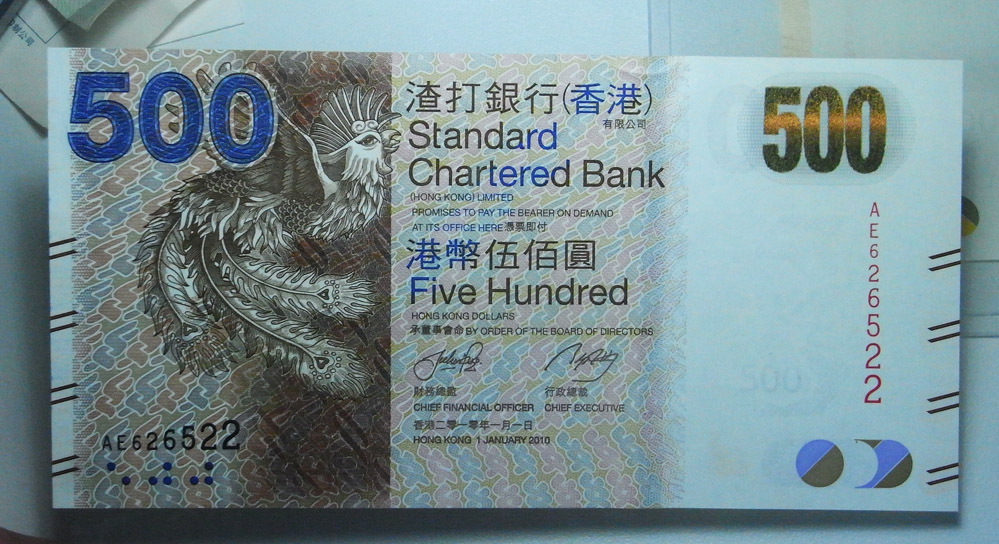 500
渣打銀行(香港)
有限公司
Standard
Chartered Bank
(HONG KONG) LIMITED
PROMISES TO PAY THE BEARER ON DEMAND
AT ITS OFFICE HERE 憑票即付
港幣伍佰圓
Five Hundred
HONG KONG DOLLARS
承董事會命 BY ORDER OF THE BOARD OF DIRECTORS
財務總監 行政總裁
CHIEF FINANCIAL OFFICER CHIEF EXECUTIVE
香港二零一零年一月一日
HONG KONG 1 JANUARY 2010
AE626522
500
AE626522
500